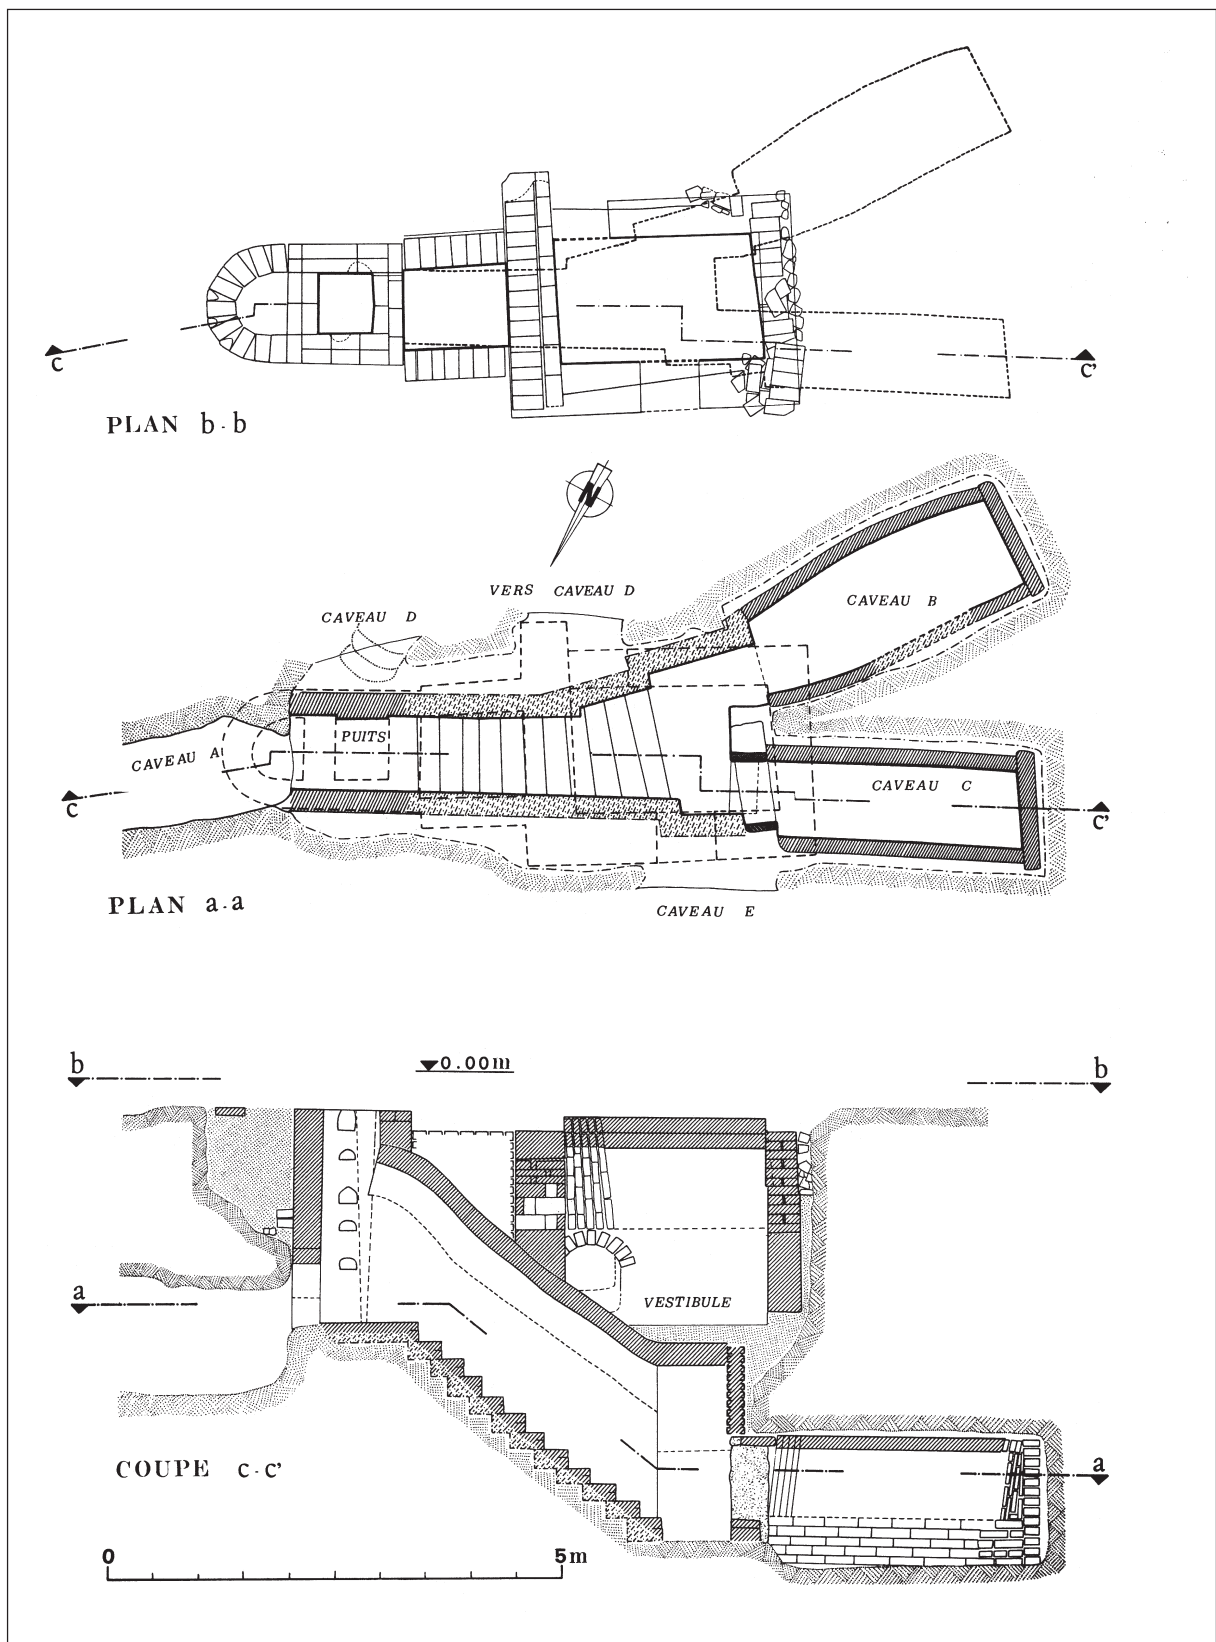 C
C'
PLAN b-b
N
VERS CAVEAU D
CAVEAU D
CAVEAU B
PUITS
CAVEAU A
CAVEAU C
C
C'
PLAN a-a
CAVEAU E
b
0.00m
b
a
VESTIBULE
COUPE c-c'
a
0
5m